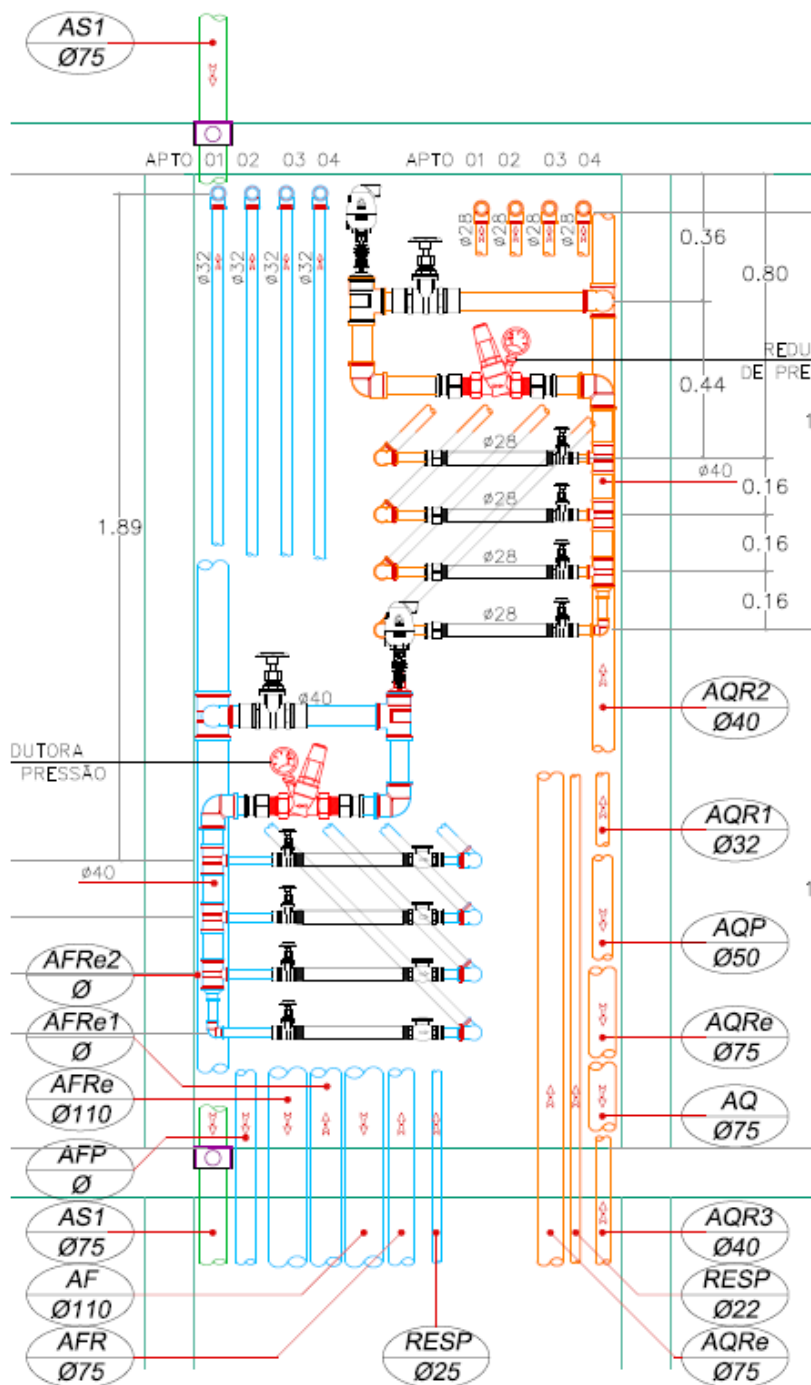 AS1
Ø75
APTO 01 02 03 04
APTO 01 02 03 04
ø32
ø32
ø32
ø32
ø28
ø28
ø28
ø28
0.36
0.80
REDU
DE PRE
0.44
ø28
ø40
0.16
ø28
0.16
ø28
0.16
ø28
1.89
ø40
DUTORA
PRESSÃO
ø40
AQR2
Ø40
AQR1
Ø32
AQP
Ø50
AQRe
Ø75
AQ
Ø75
AQR3
Ø40
RESP
Ø22
AQRe
Ø75
AFRe2
Ø
AFRe1
Ø
AFRe
Ø110
AFP
Ø
AS1
Ø75
AF
Ø110
AFR
Ø75
RESP
Ø25
1
1